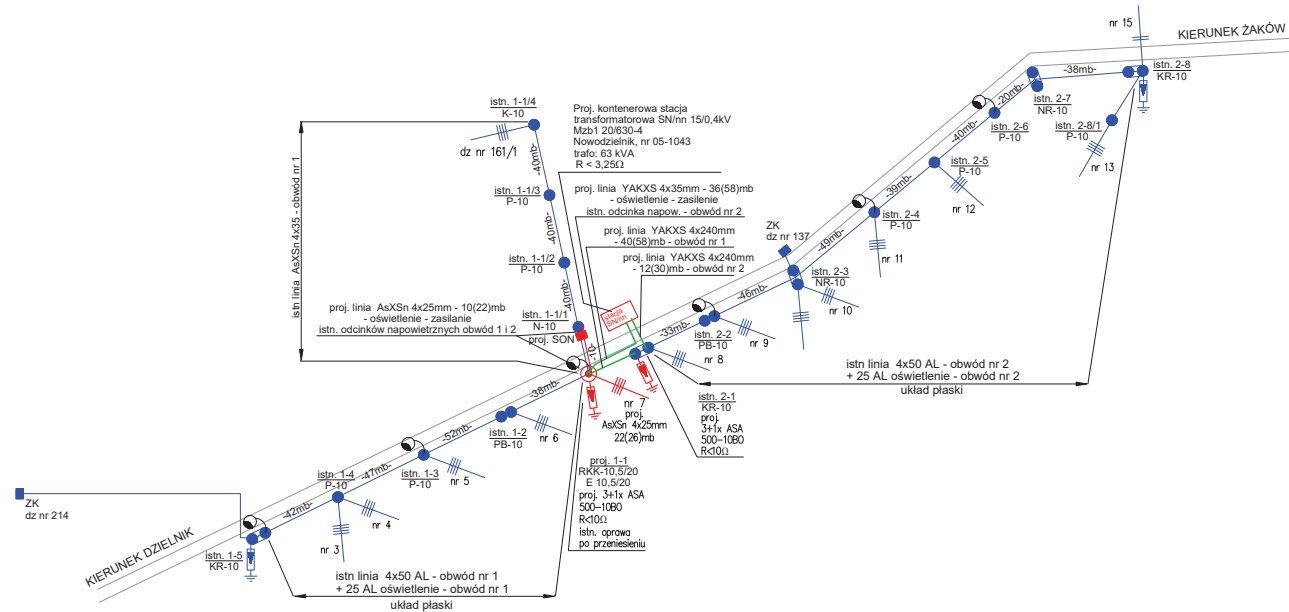 nr 15
KIERUNEK ŻAKÓW
istn. 2-8
KR-10
-38mb-
istn. 2-7
NR-10
-20mb-
istn. 2-8/1
P-10
nr 13
istn. 2-6
P-10
-40mb-
istn. 2-5
P-10
nr 12
-39mb-
istn. 2-4
P-10
nr 11
-49mb-
ZK
dz nr 137
istn. 2-3
NR-10
nr 10
-46mb-
istn. 2-2
PB-10
nr 9
-33mb-
nr 8
istn linia 4x50 AL - obwód nr 2
+ 25 AL oświetlenie - obwód nr 2
układ płaski
istn. 2-1
KR-10
proj.
3+1x ASA
500-10BO
R<10Ω
istn. 1-1/4
K-10
dz nr 161/1
-40mb-
istn. 1-1/3
P-10
-40mb-
istn. 1-1/2
P-10
-40mb-
istn. 1-1/1
N-10
proj. SON
-10-
istn linia AsXSn 4x35 - obwód nr 1
Proj. kontenerowa stacja
transformatorowa SN/nn 15/0,4kV
Mzb1 20/630-4
Nowodzielnik, nr 05-1043
trafo: 63 kVA
R < 3,25Ω
proj. linia YAKXS 4x35mm - 36(58)mb
- oświetlenie - zasilenie
istn. odcinka napow. - obwód nr 2
proj. linia YAKXS 4x240mm
- 40(58)mb - obwód nr 1
proj. linia YAKXS 4x240mm
- 12(30)mb - obwód nr 2
stacja
SN/nn
proj. linia AsXSn 4x25mm - 10(22)mb
- oświetlenie - zasilanie
istn. odcinków napowietrznych obwód 1 i 2
nr 7
proj.
AsXSn 4x25mm
22(26)mb
proj. 1-1
RKK-10,5/20
E 10,5/20
proj. 3+1x ASA
500-10BO
R<10Ω
istn. oprawa
po przeniesieniu
-38mb-
istn. 1-2
PB-10
nr 6
-52mb-
istn. 1-3
P-10
nr 5
-47mb-
istn. 1-4
P-10
nr 4
nr 3
-42mb-
istn. 1-5
KR-10
ZK
dz nr 214
KIERUNEK DZIELNIK
istn linia 4x50 AL - obwód nr 1
+ 25 AL oświetlenie - obwód nr 1
układ płaski